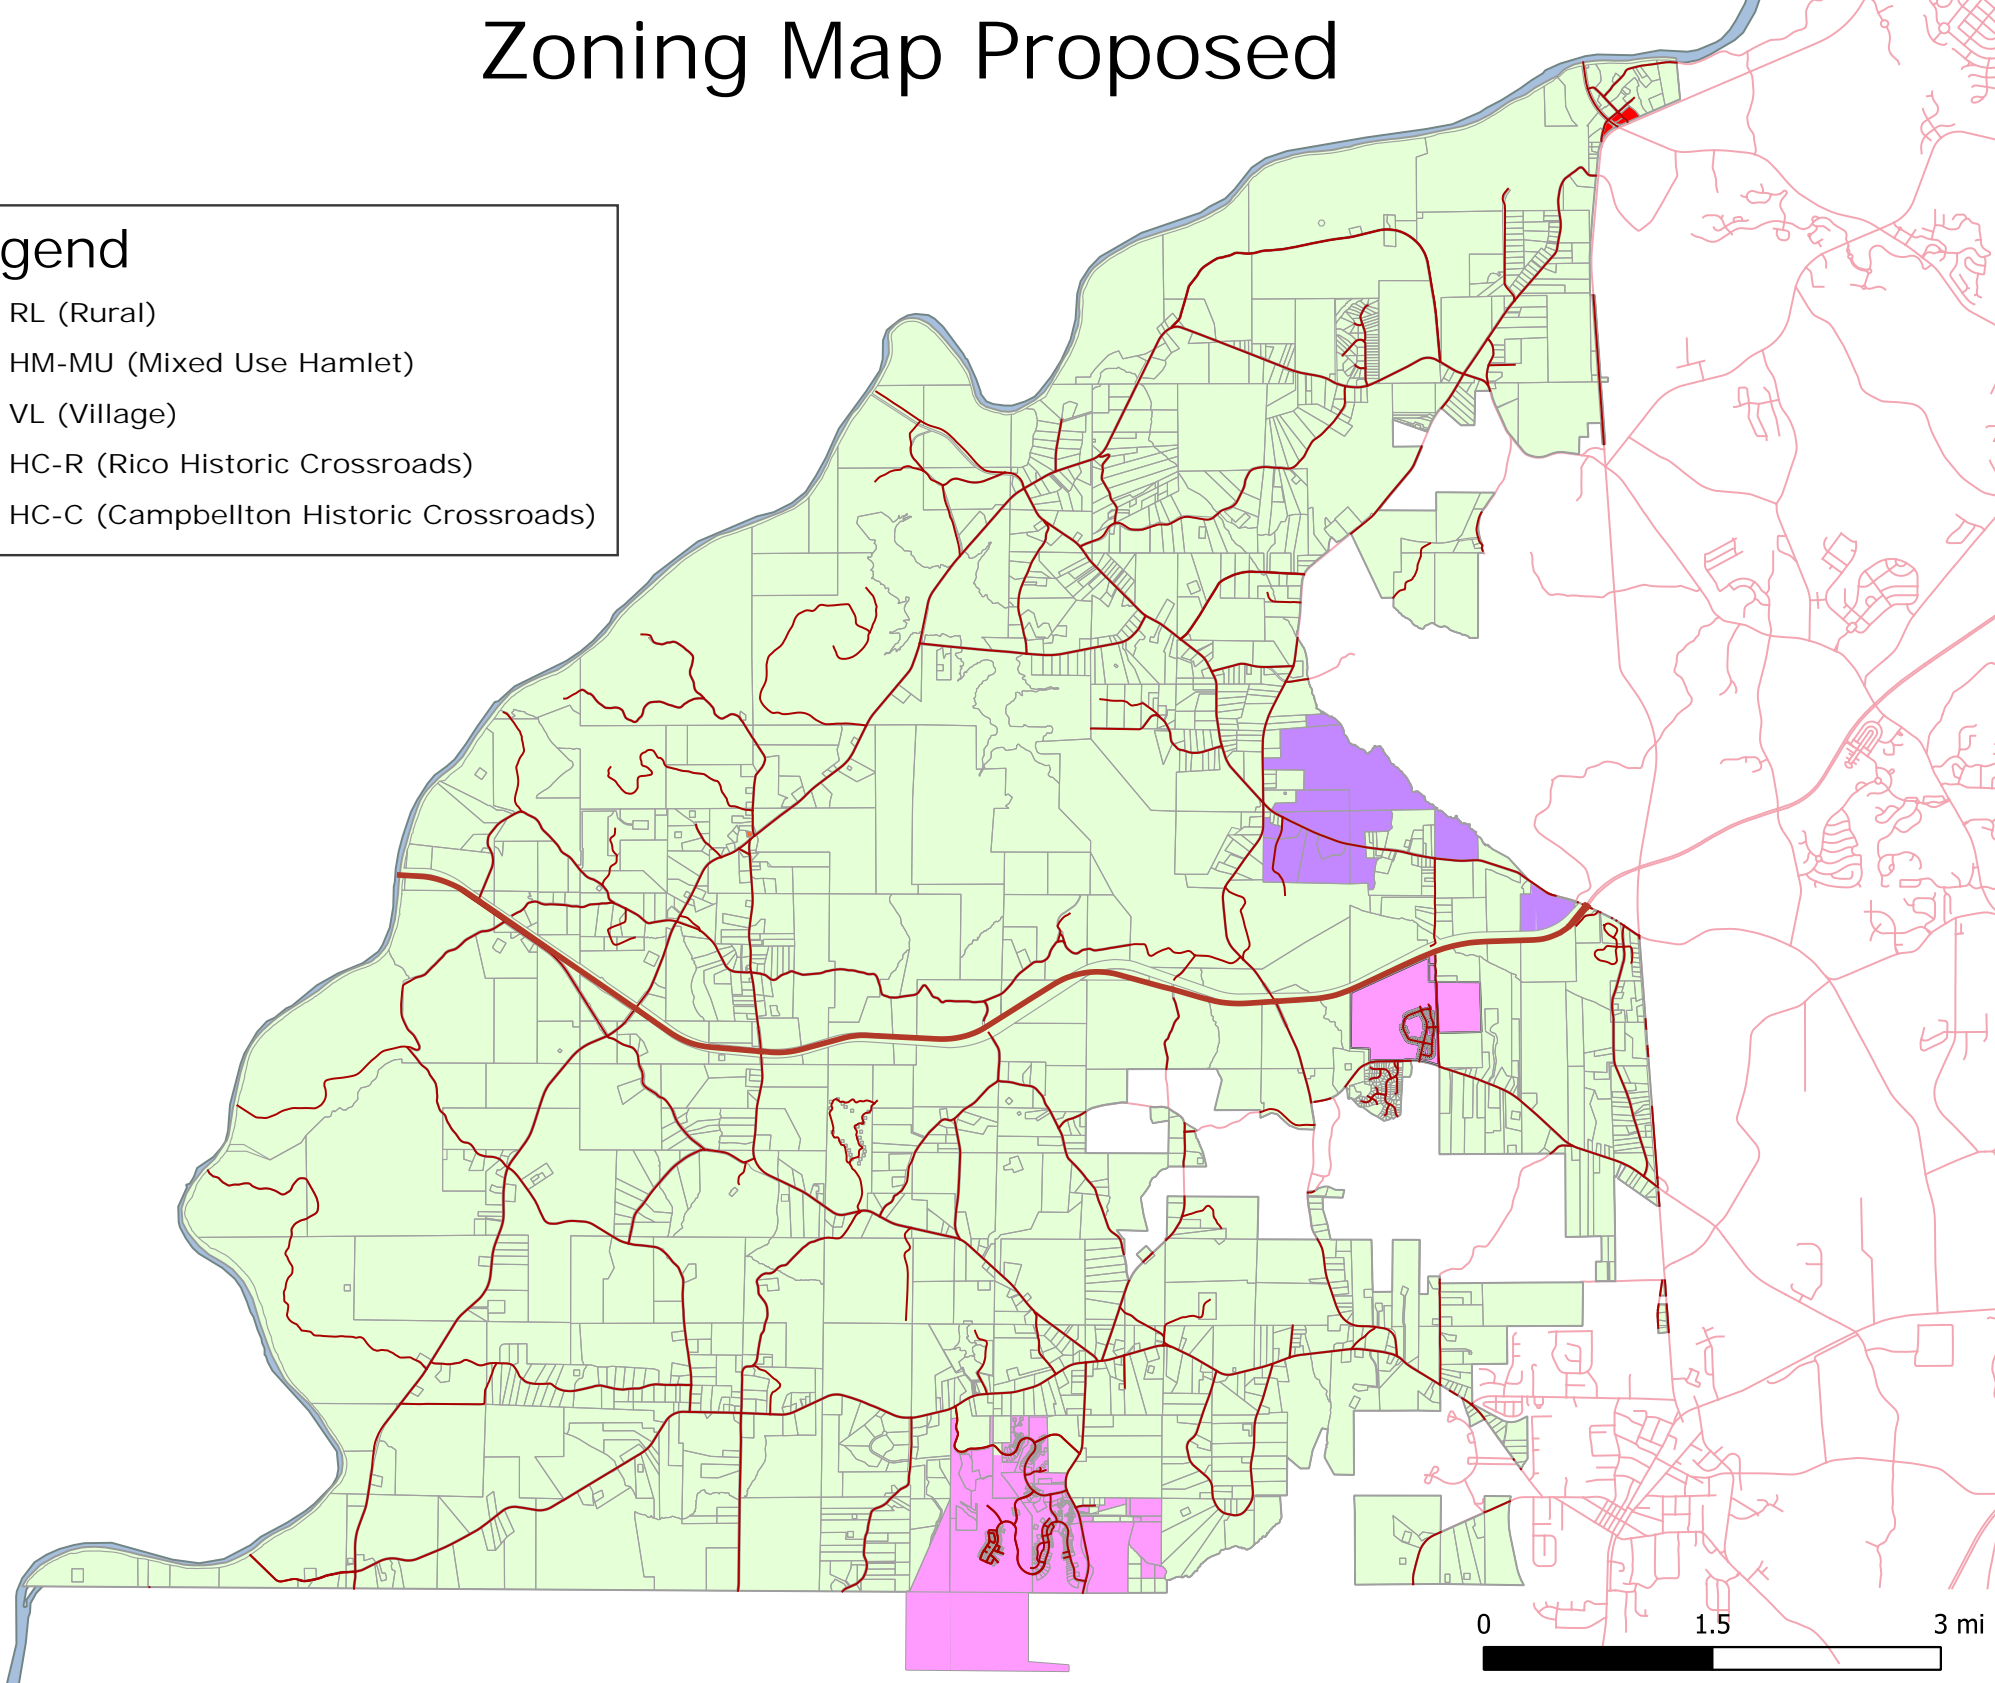 Zoning Map Proposed
gend
RL (Rural)
HM-MU (Mixed Use Hamlet)
VL (Village)
HC-R (Rico Historic Crossroads)
HC-C (Campbellton Historic Crossroads)
0 1.5 3 mi